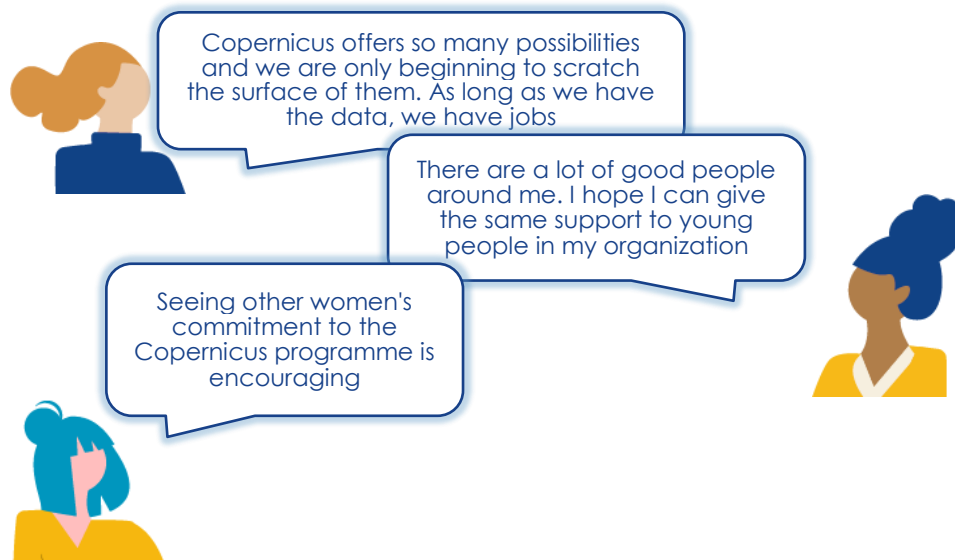 Copernicus offers so many possibilities
and we are only beginning to scratch
the surface of them. As long as we have
the data, we have jobs
There are a lot of good people
around me. I hope I can give
the same support to young
people in my organization
Seeing other women's
commitment to the
Copernicus programme is
encouraging